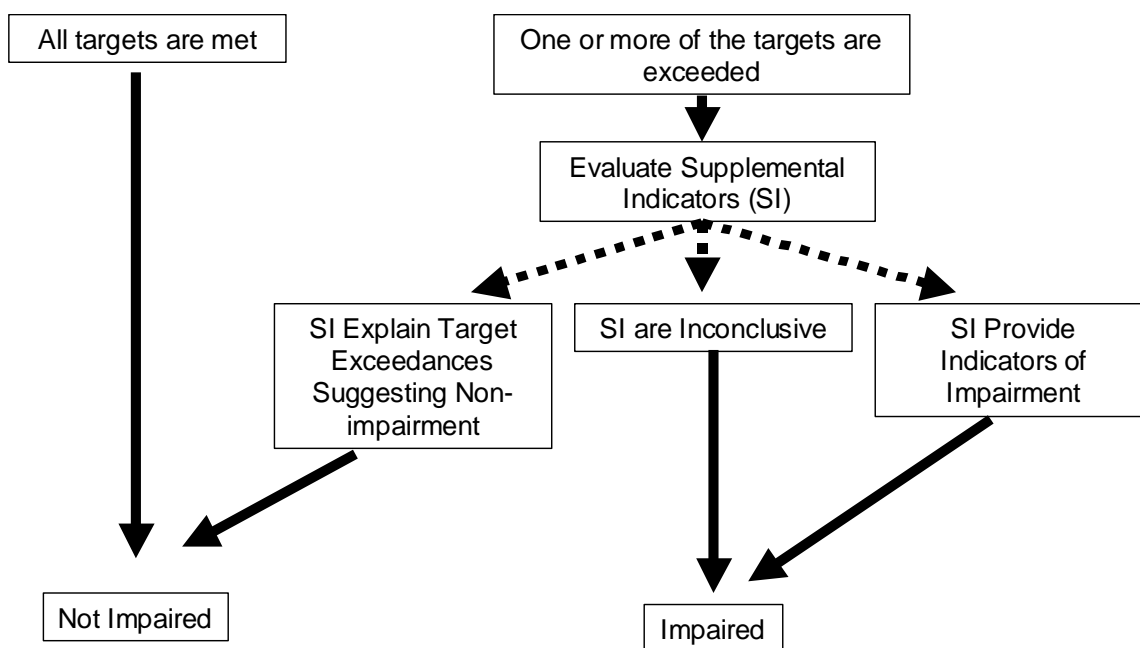 All targets are met
One or more of the targets are
exceeded
Evaluate Supplemental
Indicators (SI)
SI Explain Target
Exceedances
Suggesting Non-
impairment
SI are Inconclusive
SI Provide
Indicators of
Impairment
Not Impaired
Impaired